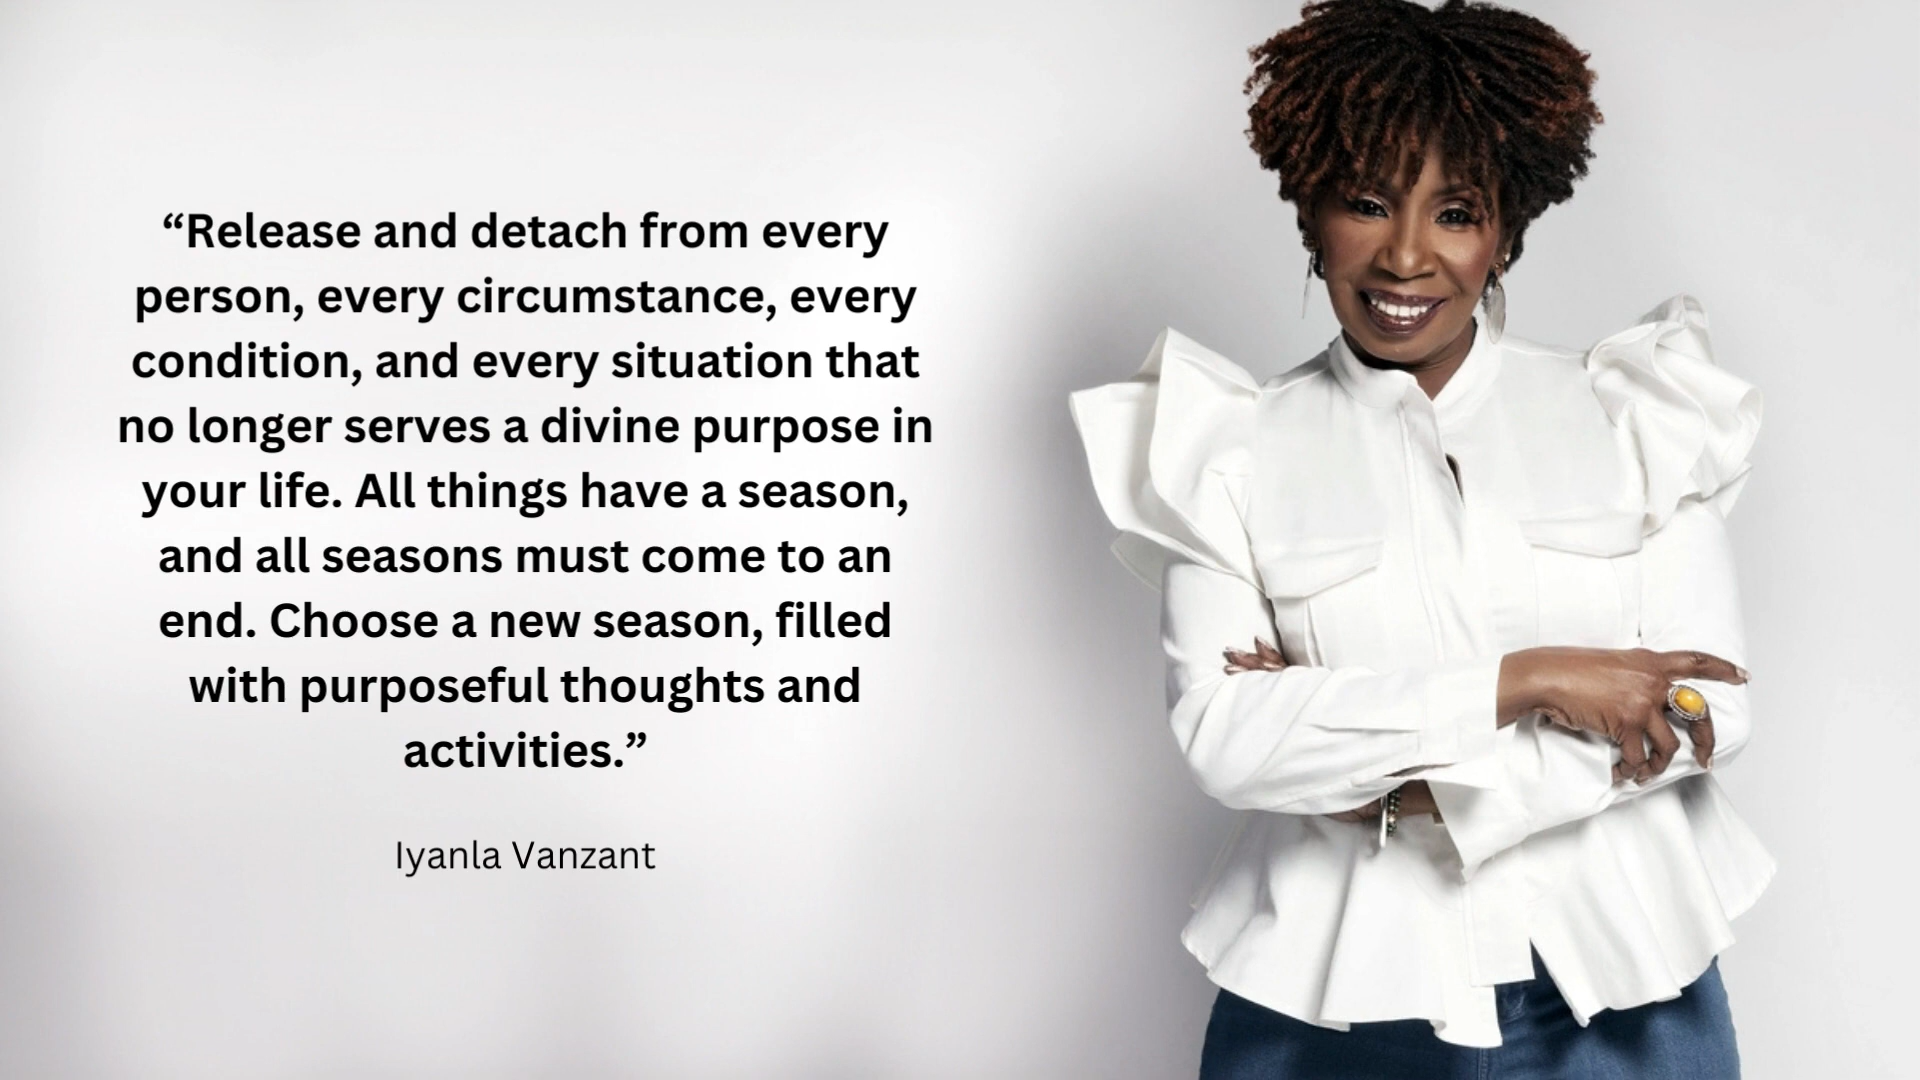 “Release and detach from every
person, every circumstance, every
condition, and every situation that
no longer serves a divine purpose in
your life. All things have a season,
and all seasons must come to an
end. Choose a new season, filled
with purposeful thoughts and
activities.”
Iyanla Vanzant